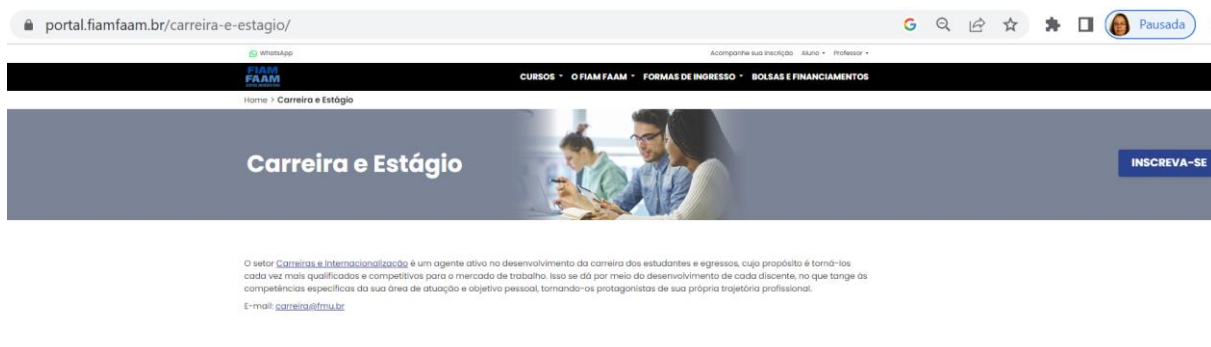 portal.fiamfaam.br/carreira-e-estagio/
Pausada
WhatsApp
Acompanhe sua inscrição Aluno Professor
FIAM
FAAM
CURSOS O FIAM FAAM FORMAS DE INGRESSO BOLSAS E FINANCIAMENTOS
Home > Carreira e Estágio
Carreira e Estágio
INSCREVA-SE
O setor Carreiras e Internacionalização é um agente ativo no desenvolvimento da carreira dos estudantes e egressos, cujo propósito é torná-los
cada vez mais qualificados e competitivos para o mercado de trabalho. Isso se dá por meio do desenvolvimento de cada discente, no que tange às
competências específicas da sua área de atuação e objetivo pessoal, tornando-os protagonistas de sua própria trajetória profissional.
E-mail: carreira@fmu.br